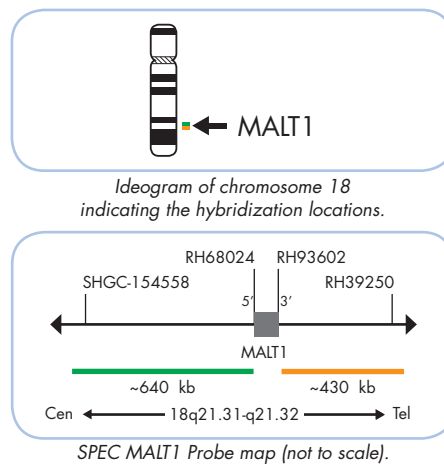 MALT1
Ideogram of chromosome 18
indicating the hybridization locations.
RH68024 RH93602
SHGC-154558 RH39250
5' 3'
MALT1
~640 kb ~430 kb
Cen 18q21.31-q21.32 Tel
SPEC MALT1 Probe map (not to scale).